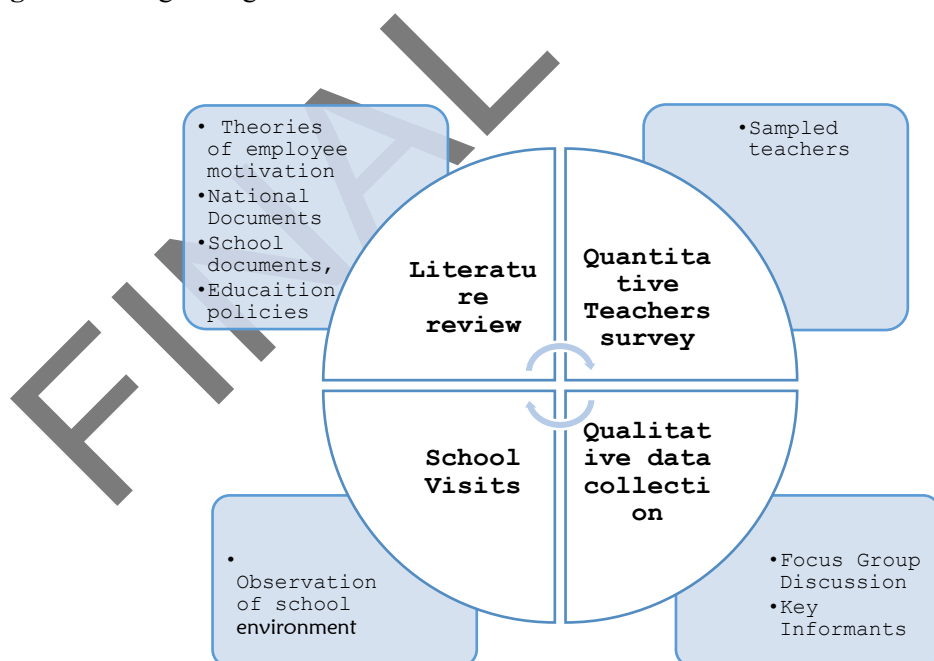 • Theories
of employee
motivation
•National
Documents
•School
documents,
•Educaition
policies
•Sampled
teachers
Literatu
re
review
Quantita
tive
Teachers
survey
School
Visits
Qualitat
ive data
collecti
on
•
Observation
of school
environment
•Focus Group
Discussion
•Key
Informants
FINAL